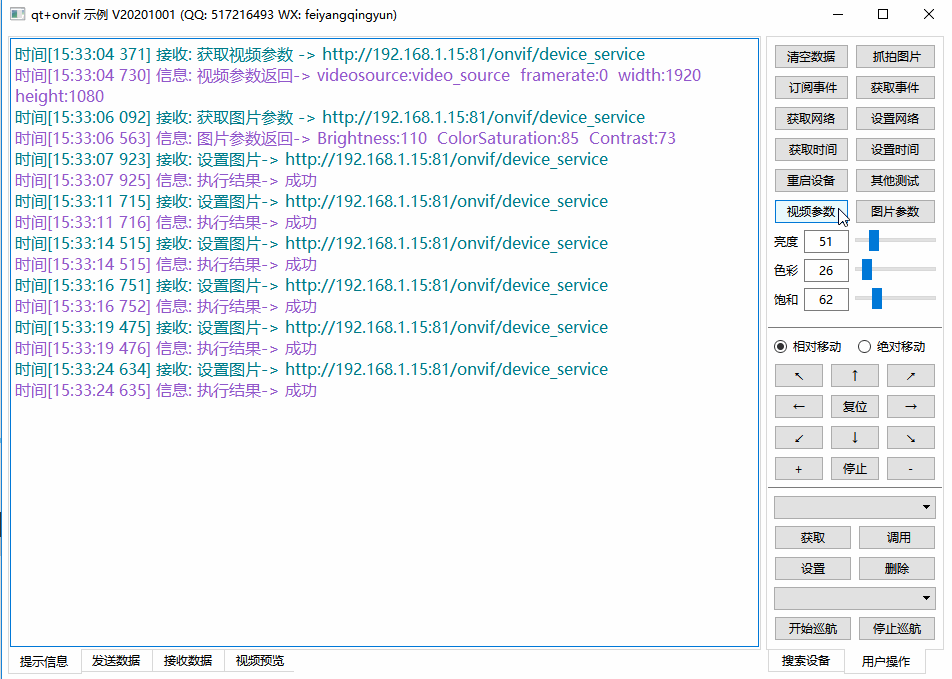 qt+onvif 示例 V20201001 (QQ: 517216493 WX: feiyangqingyun)
时间[15:33:04 371] 接收: 获取视频参数 -> http://192.168.1.15:81/onvif/device_service
时间[15:33:04 730] 信息: 视频参数返回-> videosource:video_source framerate:0 width:1920
height:1080
时间[15:33:06 092] 接收: 获取图片参数 -> http://192.168.1.15:81/onvif/device_service
时间[15:33:06 563] 信息: 图片参数返回-> Brightness:110 ColorSaturation:85 Contrast:73
时间[15:33:07 923] 接收: 设置图片-> http://192.168.1.15:81/onvif/device_service
时间[15:33:07 925] 信息: 执行结果-> 成功
时间[15:33:11 715] 接收: 设置图片-> http://192.168.1.15:81/onvif/device_service
时间[15:33:11 716] 信息: 执行结果-> 成功
时间[15:33:14 515] 接收: 设置图片-> http://192.168.1.15:81/onvif/device_service
时间[15:33:14 515] 信息: 执行结果-> 成功
时间[15:33:16 751] 接收: 设置图片-> http://192.168.1.15:81/onvif/device_service
时间[15:33:16 752] 信息: 执行结果-> 成功
时间[15:33:19 475] 接收: 设置图片-> http://192.168.1.15:81/onvif/device_service
时间[15:33:19 476] 信息: 执行结果-> 成功
时间[15:33:24 634] 接收: 设置图片-> http://192.168.1.15:81/onvif/device_service
时间[15:33:24 635] 信息: 执行结果-> 成功
提示信息 发送数据 接收数据 视频预览
清空数据 抓拍图片
订阅事件 获取事件
获取网络 设置网络
获取时间 设置时间
重启设备 其他测试
视频参数 图片参数
亮度 51
色彩 26
饱和 62
相对移动 绝对移动
↖ ↑ ↗
← 复位 →
↙ ↓ ↘
+ 停止 -
获取 调用
设置 删除
开始巡航 停止巡航
搜索设备 用户操作